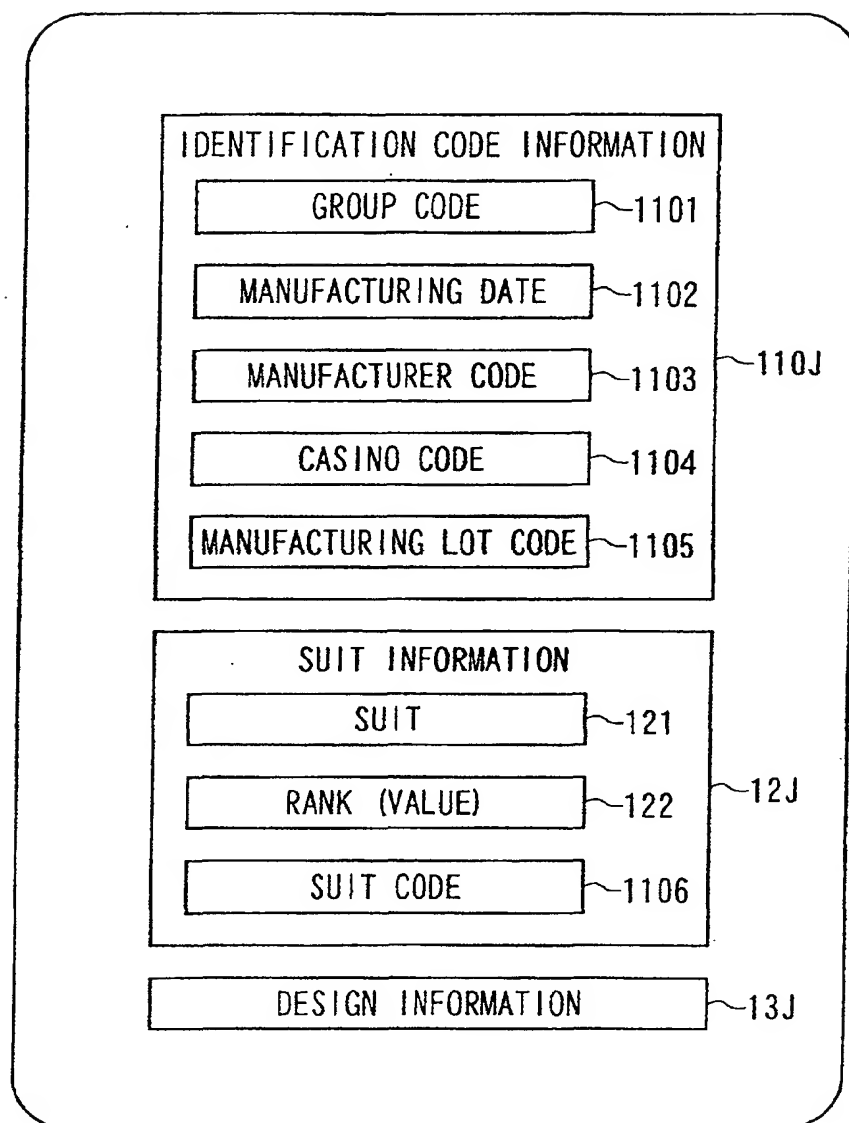 IDENTIFICATION CODE INFORMATION
GROUP CODE 1101
MANUFACTURING DATE 1102
MANUFACTURER CODE 1103
110J
CASINO CODE 1104
MANUFACTURING LOT CODE 1105
SUIT INFORMATION
SUIT 121
RANK (VALUE) 122
12J
SUIT CODE 1106
DESIGN INFORMATION 13J